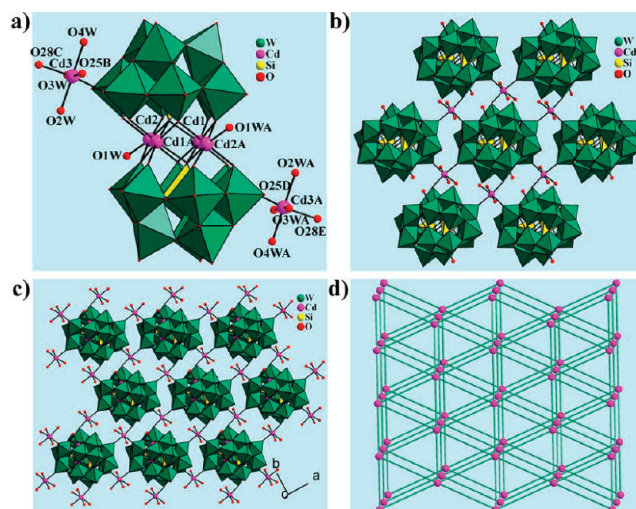 a)
O4W
O28C
Cd3
O25B
O3W
O2W
Cd2
Cd1
O1WA
Cd1A
Cd2A
O1W
O2WA
O25D
Cd3A
O3WA
O28E
O4WA
W
Cd
Si
O
b)
W
Cd
Si
O
c)
W
Cd
Si
O
b
a
c
d)